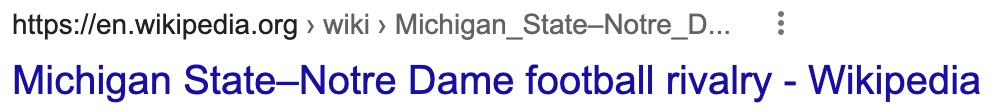 https://en.wikipedia.org › wiki › Michigan_State–Notre_D...
Michigan State–Notre Dame football rivalry - Wikipedia